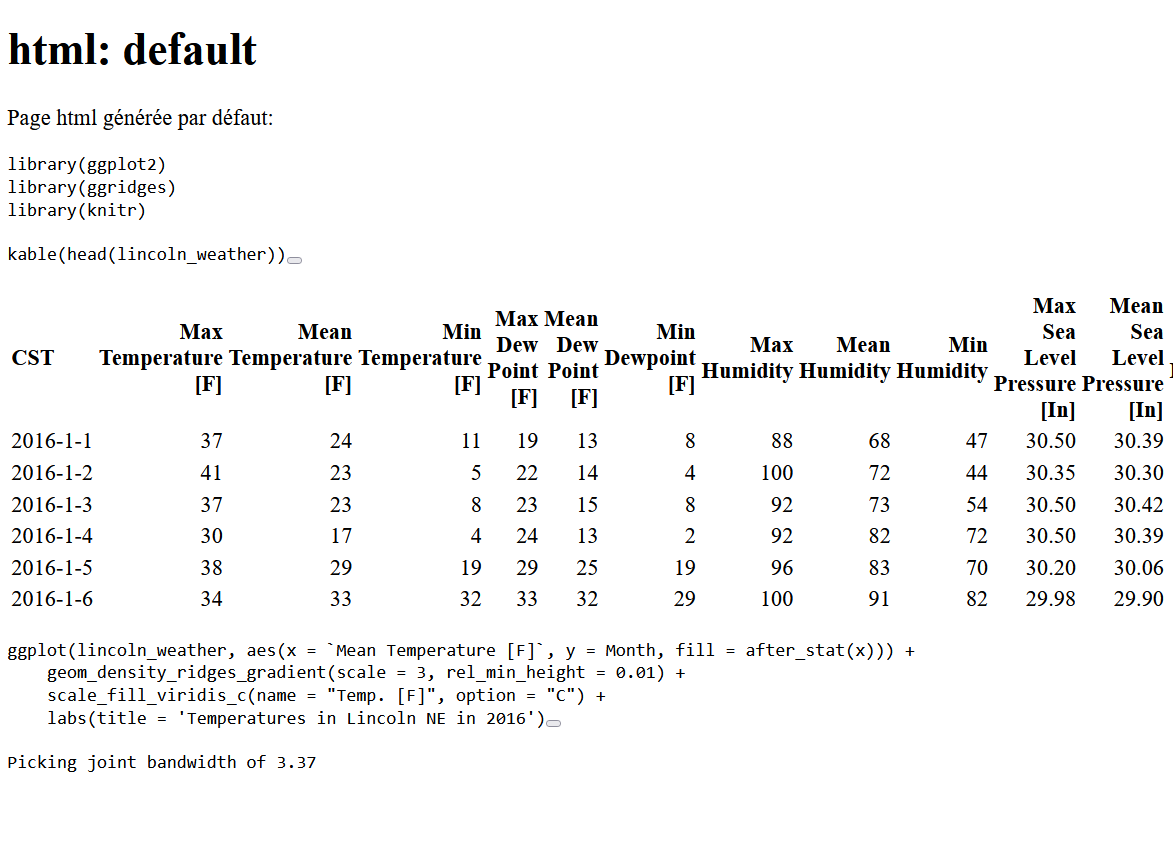 html: default
Page html générée par défaut:
library(ggplot2)
library(ggridges)
library(knitr)
kable(head(lincoln_weather))
CST Max Temperature [F] Mean Temperature [F] Min Temperature [F] Max Dew Point [F] Mean Dew Point [F] Min Dewpoint [F] Max Humidity Mean Humidity Min Humidity Max Sea Level Pressure [In] Mean Sea Level Pressure [In]
2016-1-1 37 24 11 19 13 8 88 68 47 30.50 30.39
2016-1-2 41 23 5 22 14 4 100 72 44 30.35 30.30
2016-1-3 37 23 8 23 15 8 92 73 54 30.50 30.42
2016-1-4 30 17 4 24 13 2 92 82 72 30.50 30.39
2016-1-5 38 29 19 29 25 19 96 83 70 30.20 30.06
2016-1-6 34 33 32 33 32 29 100 91 82 29.98 29.90
ggplot(lincoln_weather, aes(x = `Mean Temperature [F]`, y = Month, fill = after_stat(x))) +
    geom_density_ridges_gradient(scale = 3, rel_min_height = 0.01) +
    scale_fill_viridis_c(name = "Temp. [F]", option = "C") +
    labs(title = 'Temperatures in Lincoln NE in 2016')
Picking joint bandwidth of 3.37